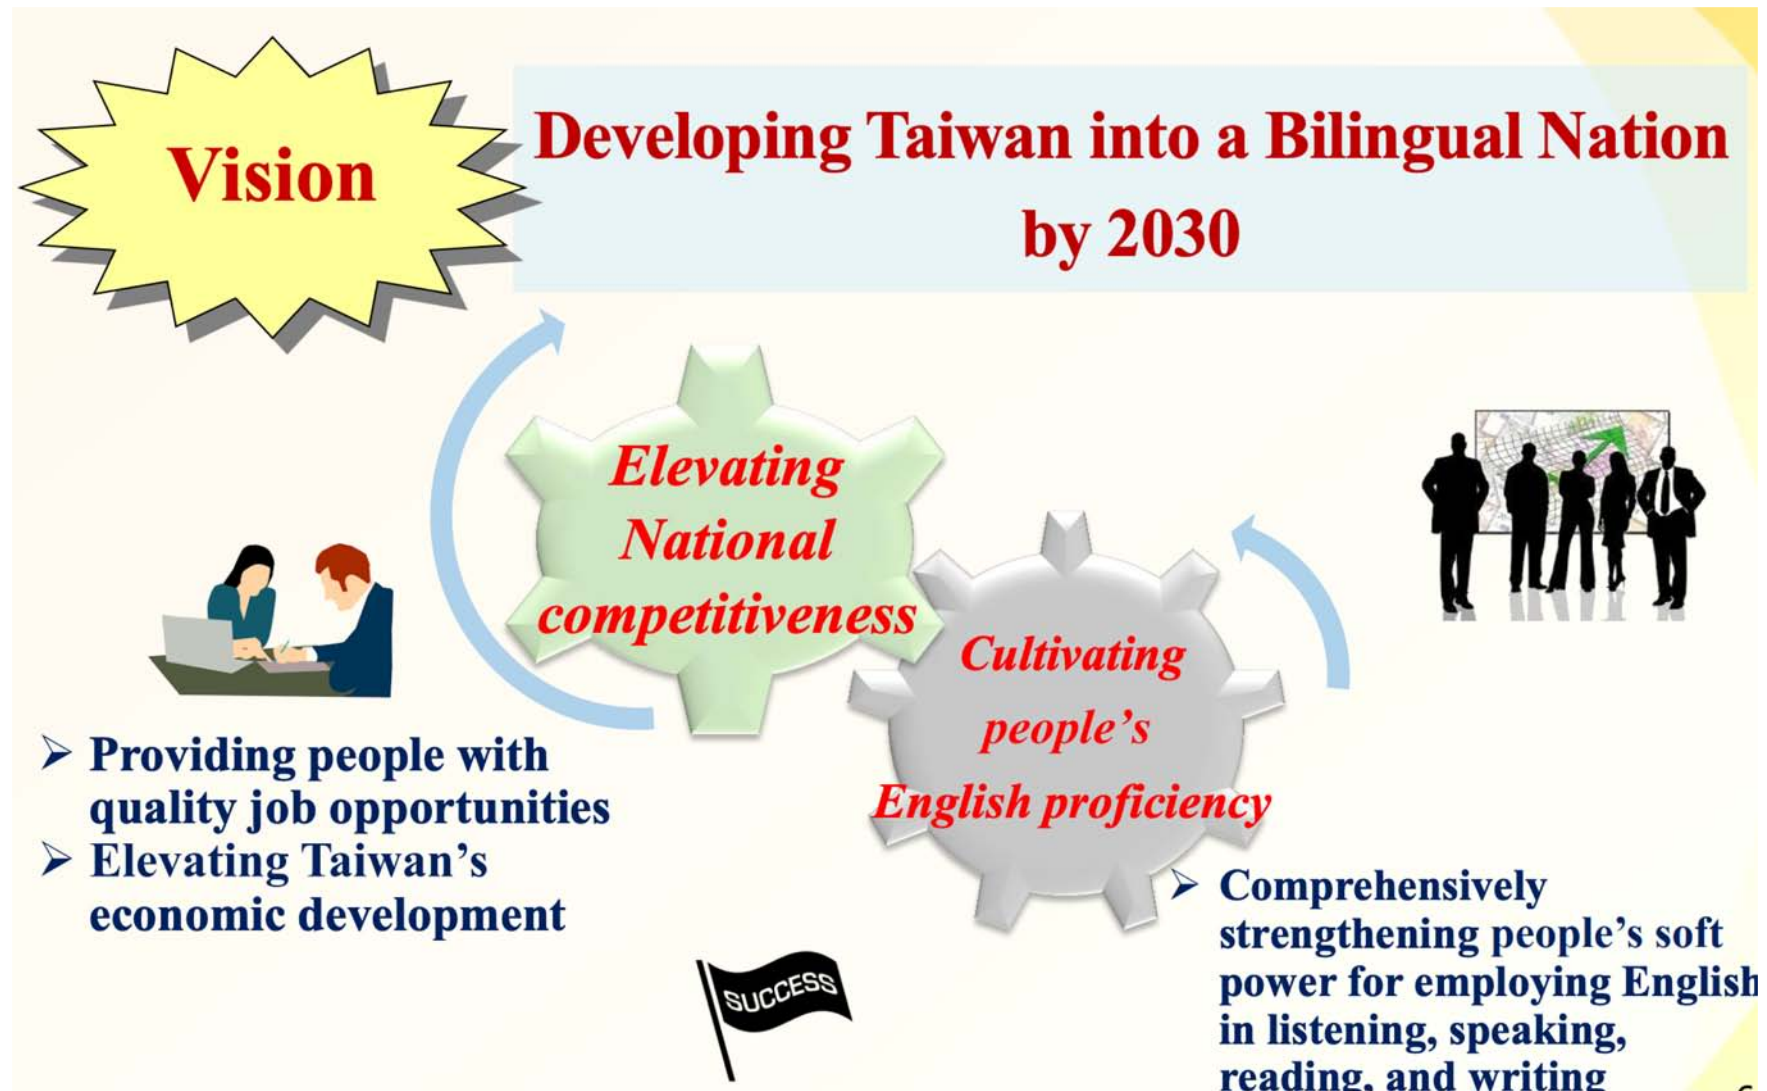 Vision
Developing Taiwan into a Bilingual Nation
by 2030
Elevating
National
competitiveness
Cultivating
people's
English proficiency
➢ Providing people with
quality job opportunities
➢ Elevating Taiwan's
economic development
SUCCESS
➢ Comprehensively
strengthening people's soft
power for employing English
in listening, speaking,
reading, and writing